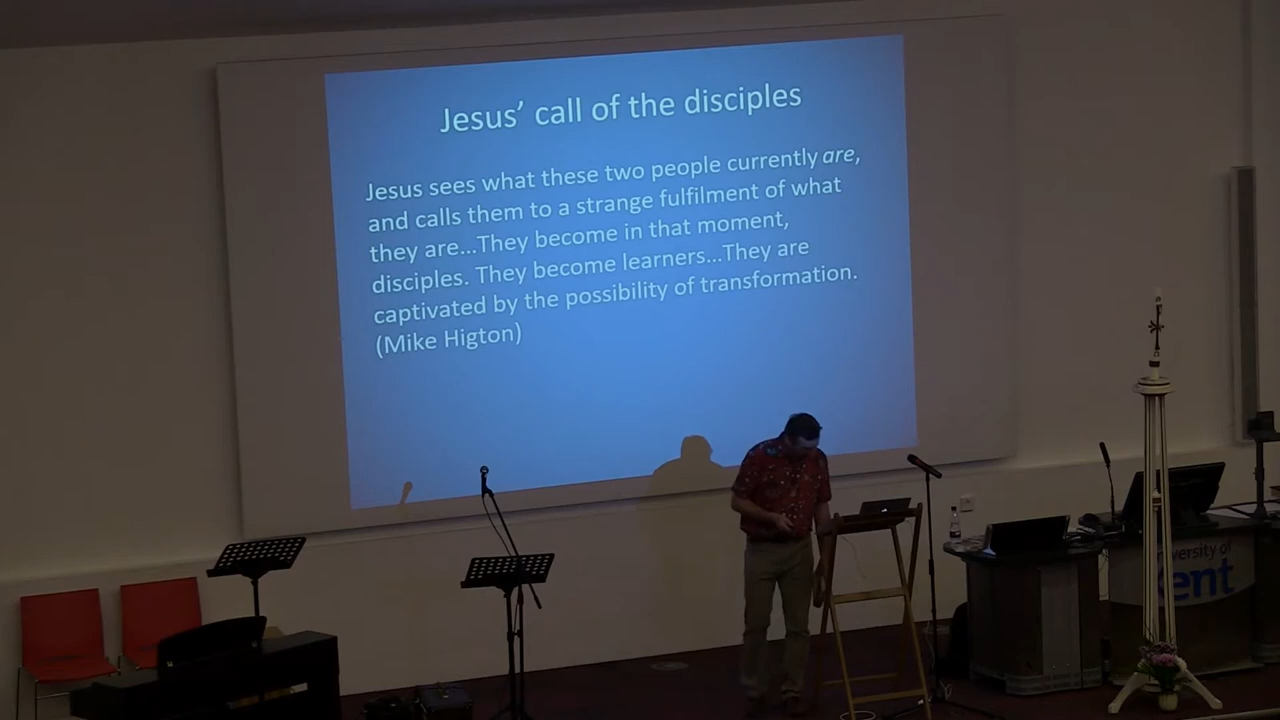 Jesus' call of the disciples
Jesus sees what these two people currently are,
and calls them to a strange fulfilment of what
they are...They become in that moment,
disciples. They become learners...They are
captivated by the possibility of transformation.
(Mike Higton)
University of
Kent